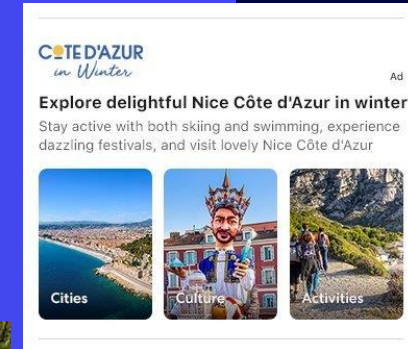 CÔTE D'AZUR
in Winter
Ad
Explore delightful Nice Côte d'Azur in winter
Stay active with both skiing and swimming, experience
dazzling festivals, and visit lovely Nice Côte d'Azur
Cities
Culture
Activities